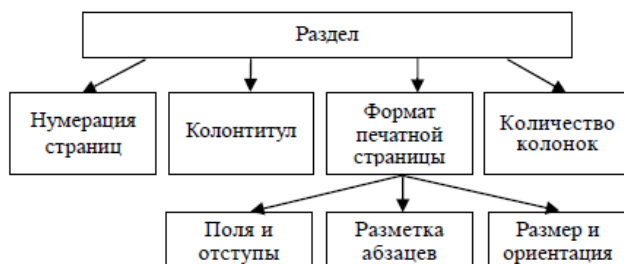 Раздел
Нумерация
страниц
Колонтитул
Формат
печатной
страницы
Количество
колонок
Поля и
отступы
Разметка
абзацев
Размер и
ориентация